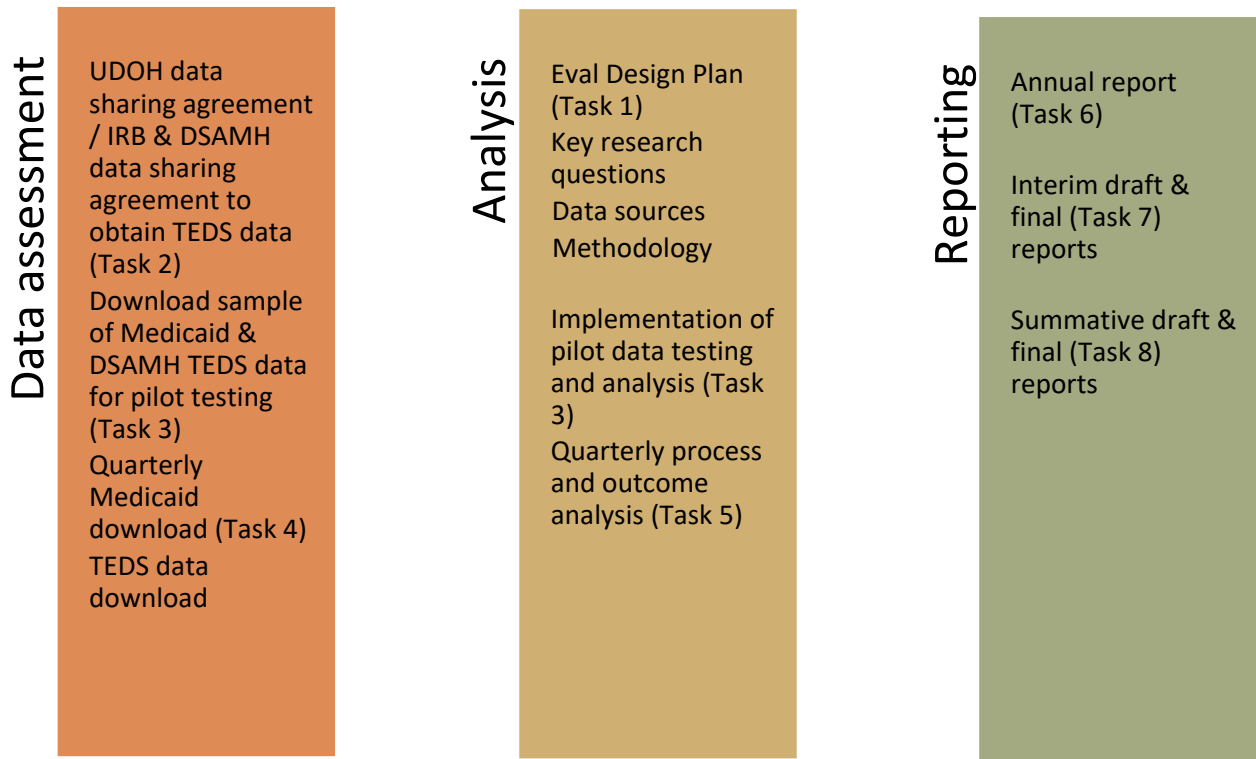 Data assessment
UDOH data
sharing agreement
/ IRB & DSAMH
data sharing
agreement to
obtain TEDS data
(Task 2)
Download sample
of Medicaid &
DSAMH TEDS data
for pilot testing
(Task 3)
Quarterly
Medicaid
download (Task 4)
TEDS data
download
Analysis
Eval Design Plan
(Task 1)
Key research
questions
Data sources
Methodology
Implementation of
pilot data testing
and analysis (Task
3)
Quarterly process
and outcome
analysis (Task 5)
Reporting
Annual report
(Task 6)
Interim draft &
final (Task 7)
reports
Summative draft &
final (Task 8)
reports